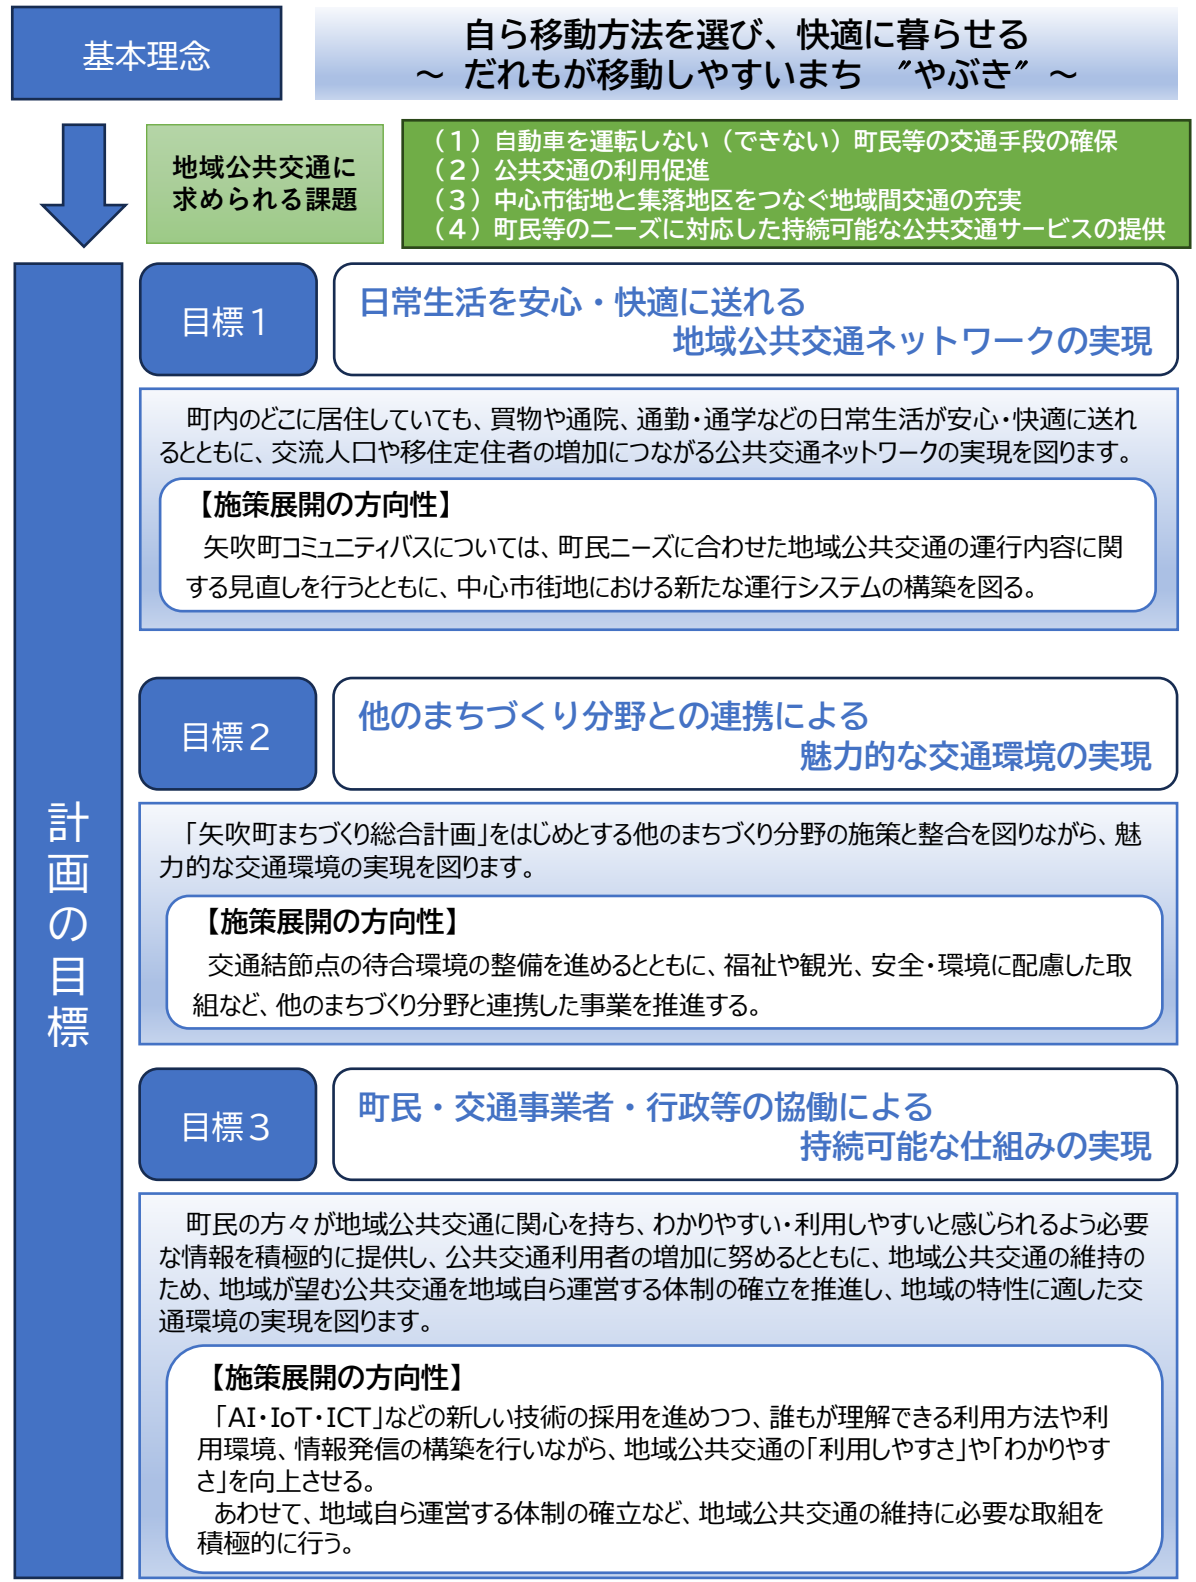 基本理念
自ら移動方法を選び、快適に暮らせる
～ だれもが移動しやすいまち 〝やぶき〞～
地域公共交通に
求められる課題
（１）自動車を運転しない（できない）町民等の交通手段の確保
（２）公共交通の利用促進
（３）中心市街地と集落地区をつなぐ地域間交通の充実
（４）町民等のニーズに対応した持続可能な公共交通サービスの提供
計画の目標
目標１
日常生活を安心・快適に送れる
地域公共交通ネットワークの実現
町内のどこに居住していても、買物や通院、通勤・通学などの日常生活が安心・快適に送れ
るとともに、交流人口や移住定住者の増加につながる公共交通ネットワークの実現を図ります。
【施策展開の方向性】
矢吹町コミュニティバスについては、町民ニーズに合わせた地域公共交通の運行内容に関
する見直しを行うとともに、中心市街地における新たな運行システムの構築を図る。
目標２
他のまちづくり分野との連携による
魅力的な交通環境の実現
「矢吹町まちづくり総合計画」をはじめとする他のまちづくり分野の施策と整合を図りながら、魅
力的な交通環境の実現を図ります。
【施策展開の方向性】
交通結節点の待合環境の整備を進めるとともに、福祉や観光、安全・環境に配慮した取
組など、他のまちづくり分野と連携した事業を推進する。
目標３
町民・交通事業者・行政等の協働による
持続可能な仕組みの実現
町民の方々が地域公共交通に関心を持ち、わかりやすい・利用しやすいと感じられるよう必要
な情報を積極的に提供し、公共交通利用者の増加に努めるとともに、地域公共交通の維持の
ため、地域が望む公共交通を地域自ら運営する体制の確立を推進し、地域の特性に適した交
通環境の実現を図ります。
【施策展開の方向性】
「AI・IoT・ICT」などの新しい技術の採用を進めつつ、誰もが理解できる利用方法や利
用環境、情報発信の構築を行いながら、地域公共交通の「利用しやすさ」や「わかりやす
さ」を向上させる。
あわせて、地域自ら運営する体制の確立など、地域公共交通の維持に必要な取組を
積極的に行う。